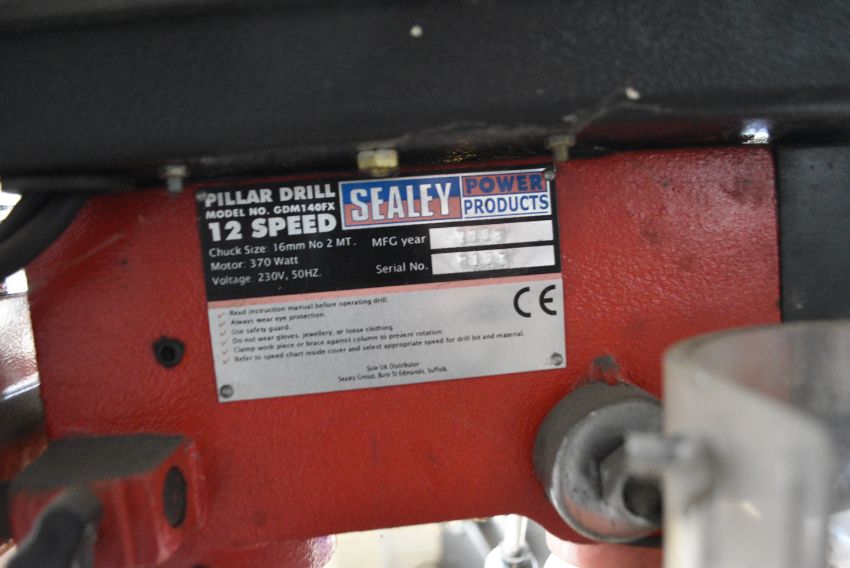 PILLAR DRILL
MODEL NO. GDM140FX
12 SPEED
SEALEY
POWER
PRODUCTS
Chuck Size: 16mm No 2 MT.
Motor: 370 Watt
Voltage: 230V, 50HZ.
MFG year
Serial No.
CE
✓ Read instruction manual before operating drill.
✓ Always wear eye protection.
✓ Use safety guard.
✓ Do not wear gloves, jewellery, or loose clothing.
✓ Clamp work piece or brace against column to prevent rotation.
✓ Refer to speed chart inside cover and select appropriate speed for drill bit and material.
Sole UK Distributor
Sealey Group, Bury St Edmunds, Suffolk.